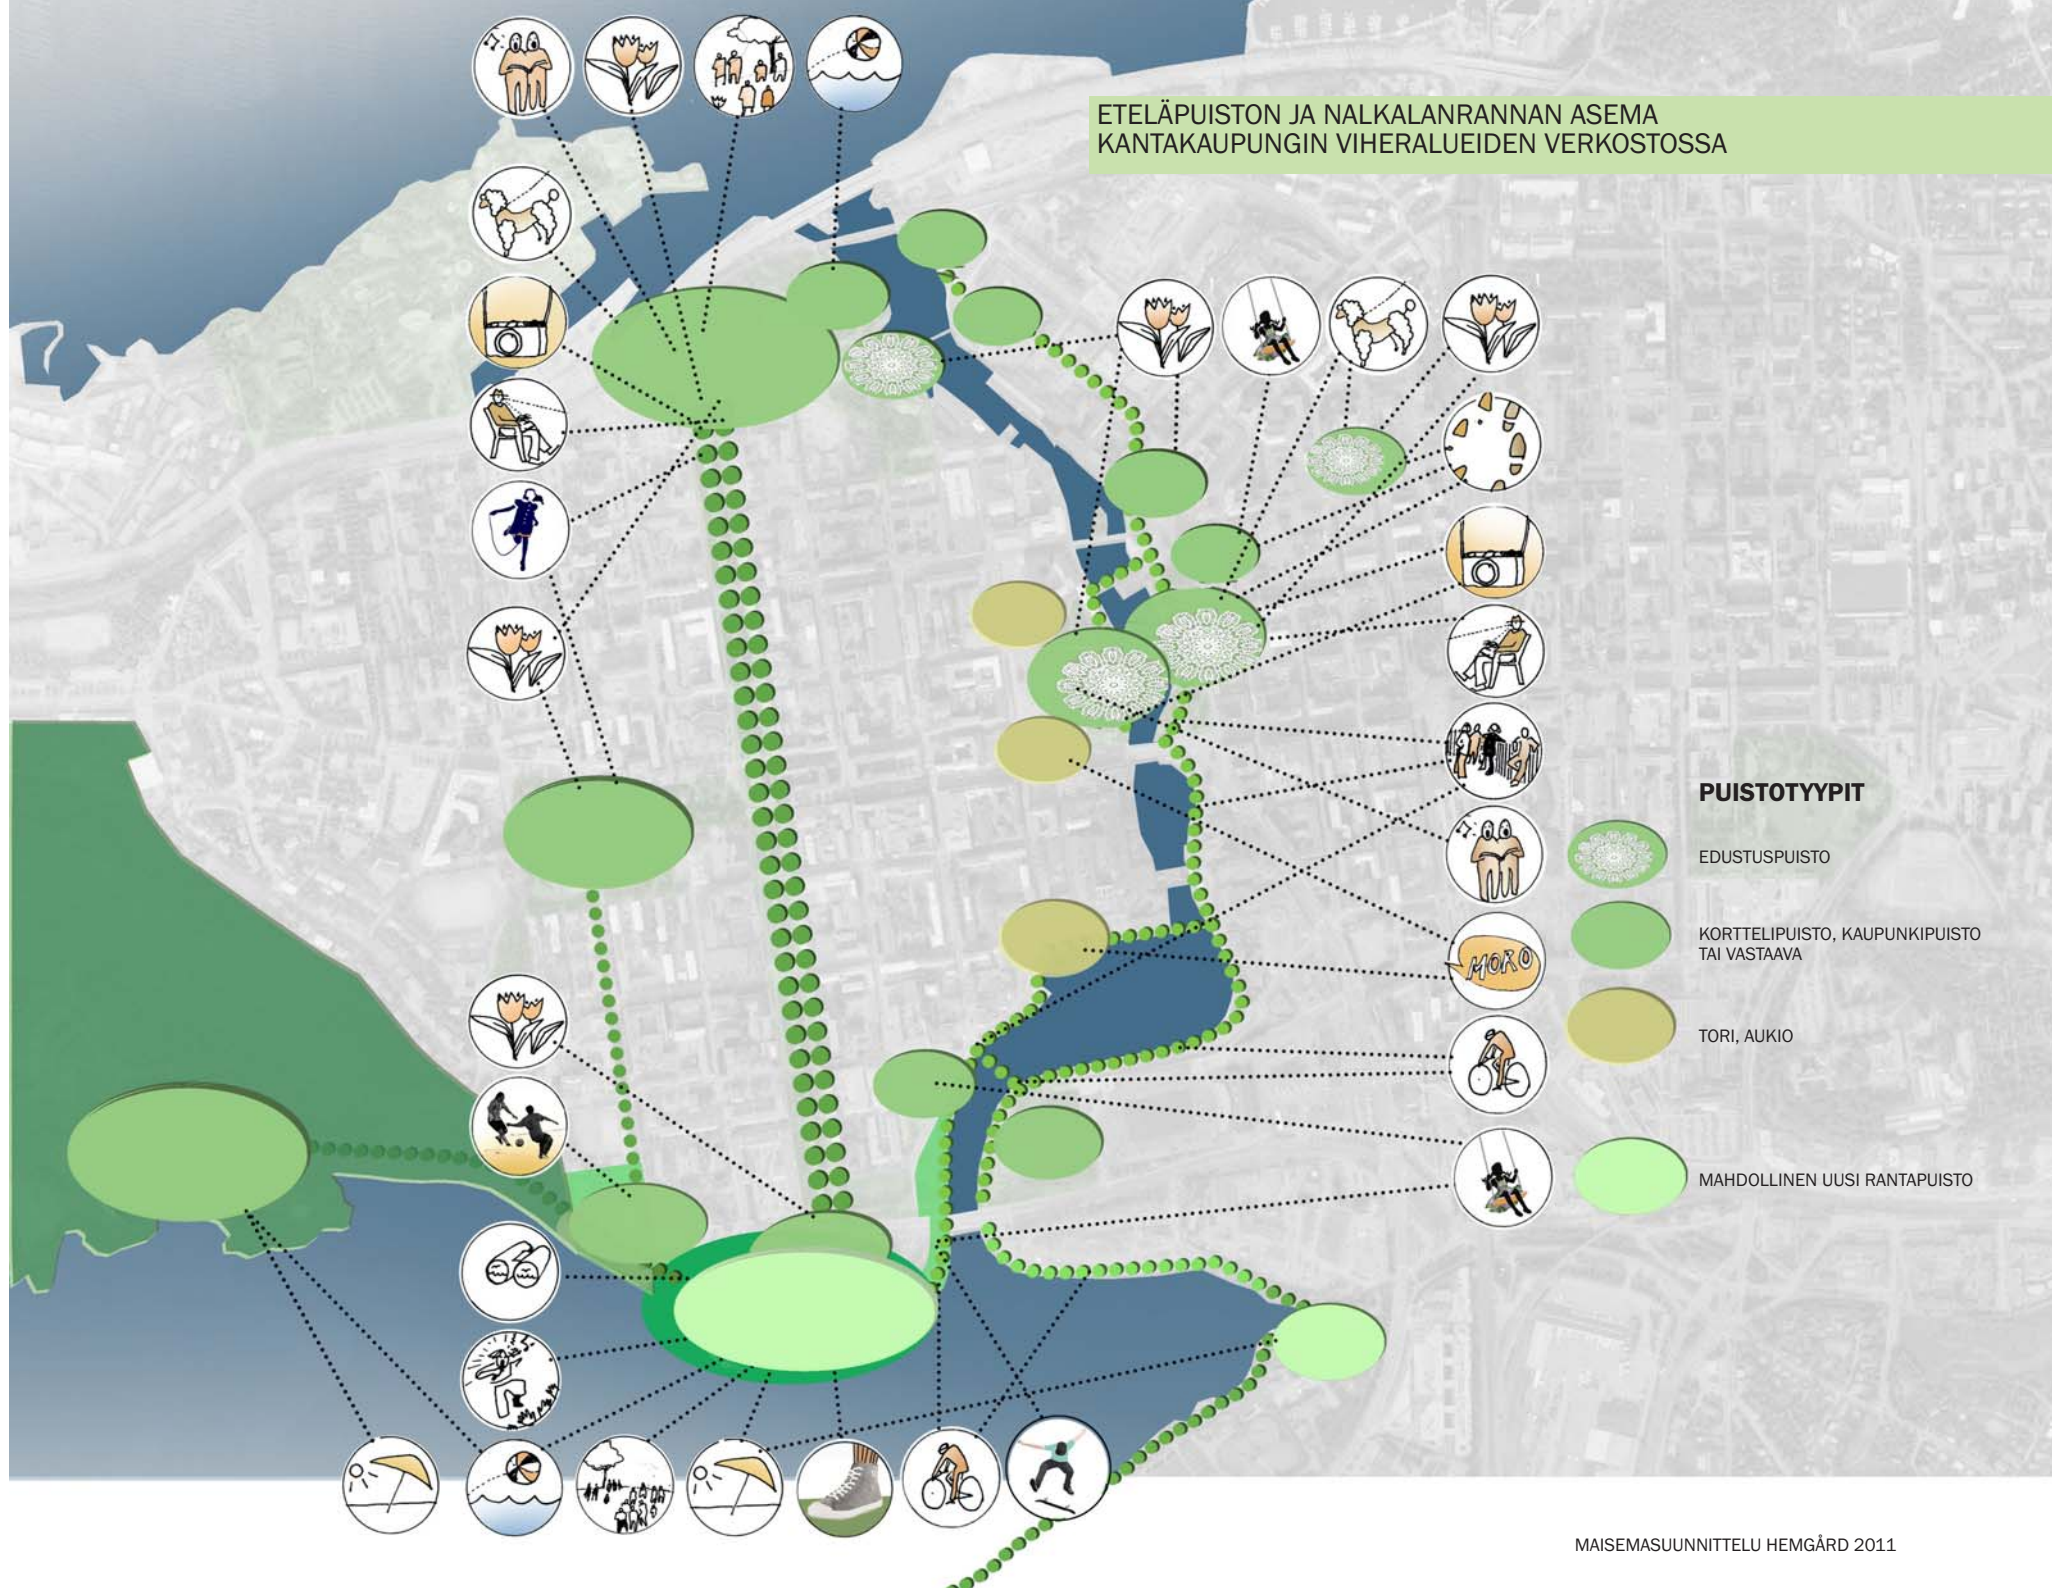 ETELÄPUISTON JA NALKALANRANNAN ASEMA
KANTAKAUPUNGIN VIHERALUEIDEN VERKOSTOSSA
PUISTOTYYPIT
EDUSTUSPUISTO
KORTTELIPUISTO, KAUPUNKIPUISTO
TAI VASTAAVA
MORO
TORI, AUKIO
MAHDOLLINEN UUSI RANTAPUISTO
MAISEMASUUNNITTELU HEMGÅRD 2011